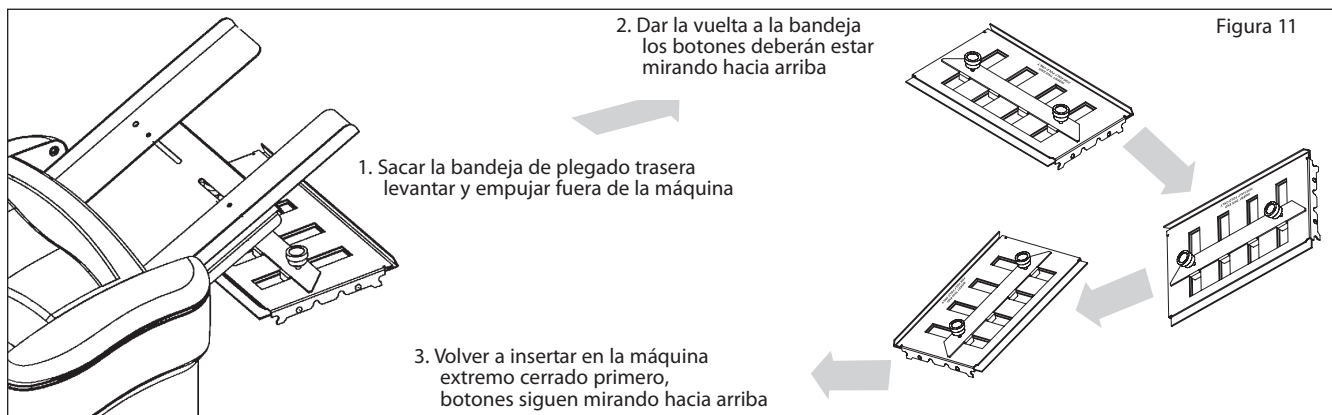 Figura 11
1. Sacar la bandeja de plegado trasera
levantar y empujar fuera de la máquina
2. Dar la vuelta a la bandeja
los botones deberán estar
mirando hacia arriba
3. Volver a insertar en la máquina
extremo cerrado primero,
botones siguen mirando hacia arriba